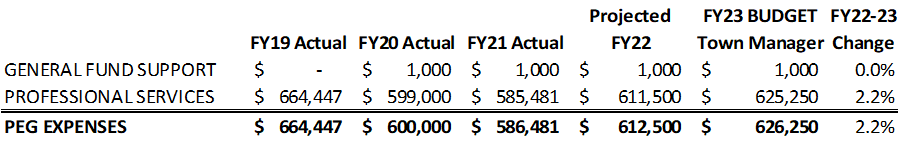 Projected FY23 BUDGET FY22-23
FY19 Actual FY20 Actual FY21 Actual FY22 Town Manager Change
GENERAL FUND SUPPORT $ - $ 1,000 $ 1,000 $ 1,000 $ 1,000 0.0%
PROFESSIONAL SERVICES $ 664,447 $ 599,000 $ 585,481 $ 611,500 $ 625,250 2.2%
PEG EXPENSES $ 664,447 $ 600,000 $ 586,481 $ 612,500 $ 626,250 2.2%